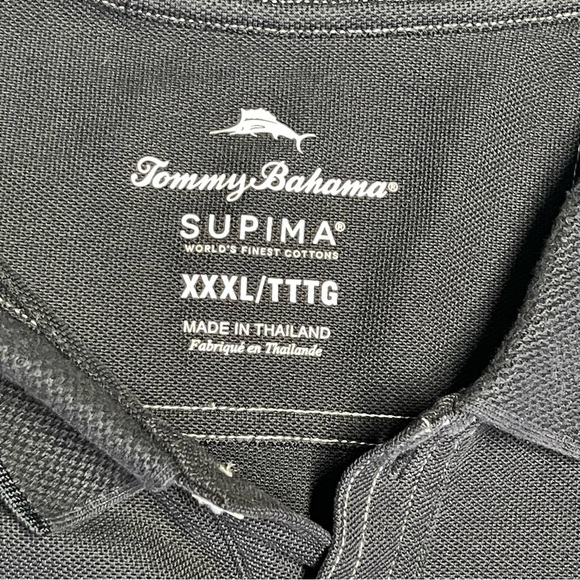 Tommy Bahama®
SUPIMA®
WORLD'S FINEST COTTONS
XXXL/TTTG
MADE IN THAILAND
Fabriqué en Thaïlande